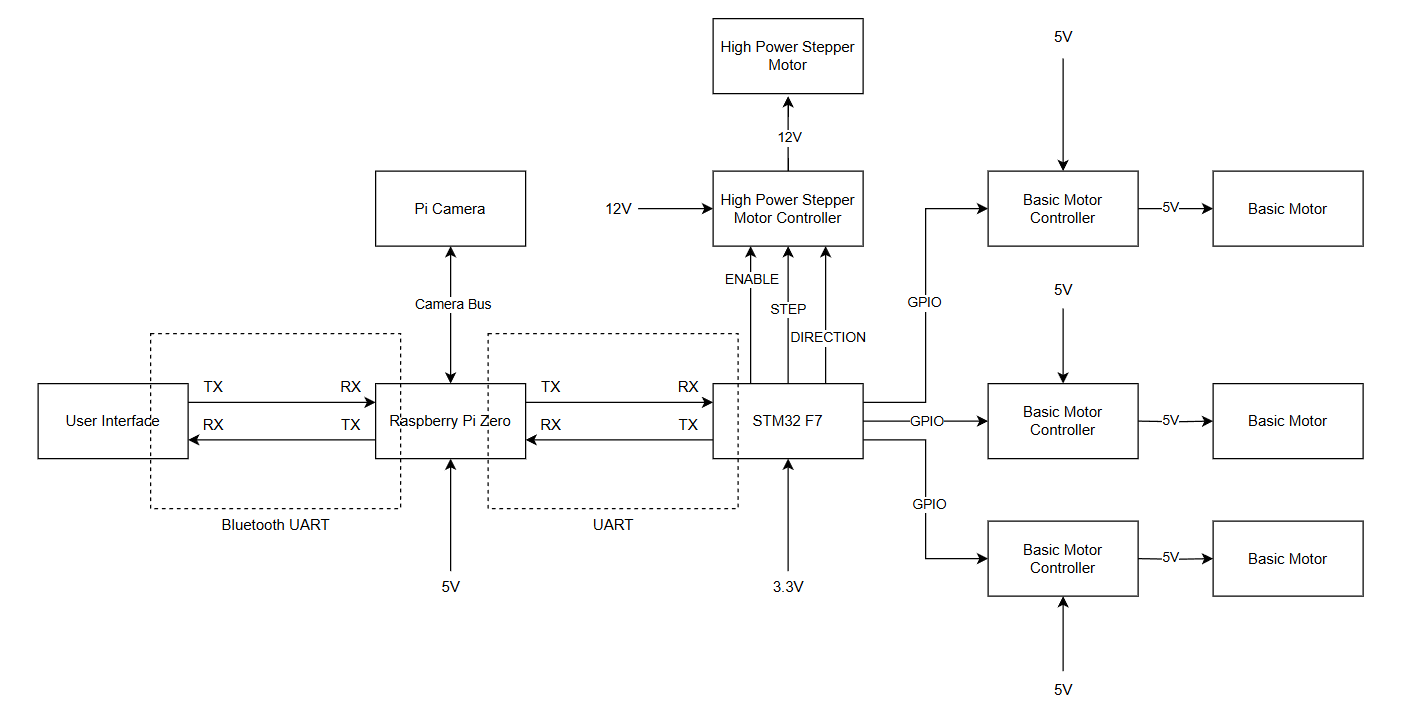 High Power Stepper
Motor
5V
12V
Pi Camera
12V
High Power Stepper
Motor Controller
Basic Motor
Controller
5V
Basic Motor
ENABLE
Camera Bus
STEP
DIRECTION
GPIO
5V
TX
RX
TX
RX
User Interface
RX
TX
Raspberry Pi Zero
RX
TX
STM32 F7
GPIO
Basic Motor
Controller
5V
Basic Motor
Bluetooth UART
UART
GPIO
Basic Motor
Controller
5V
Basic Motor
5V
3.3V
5V